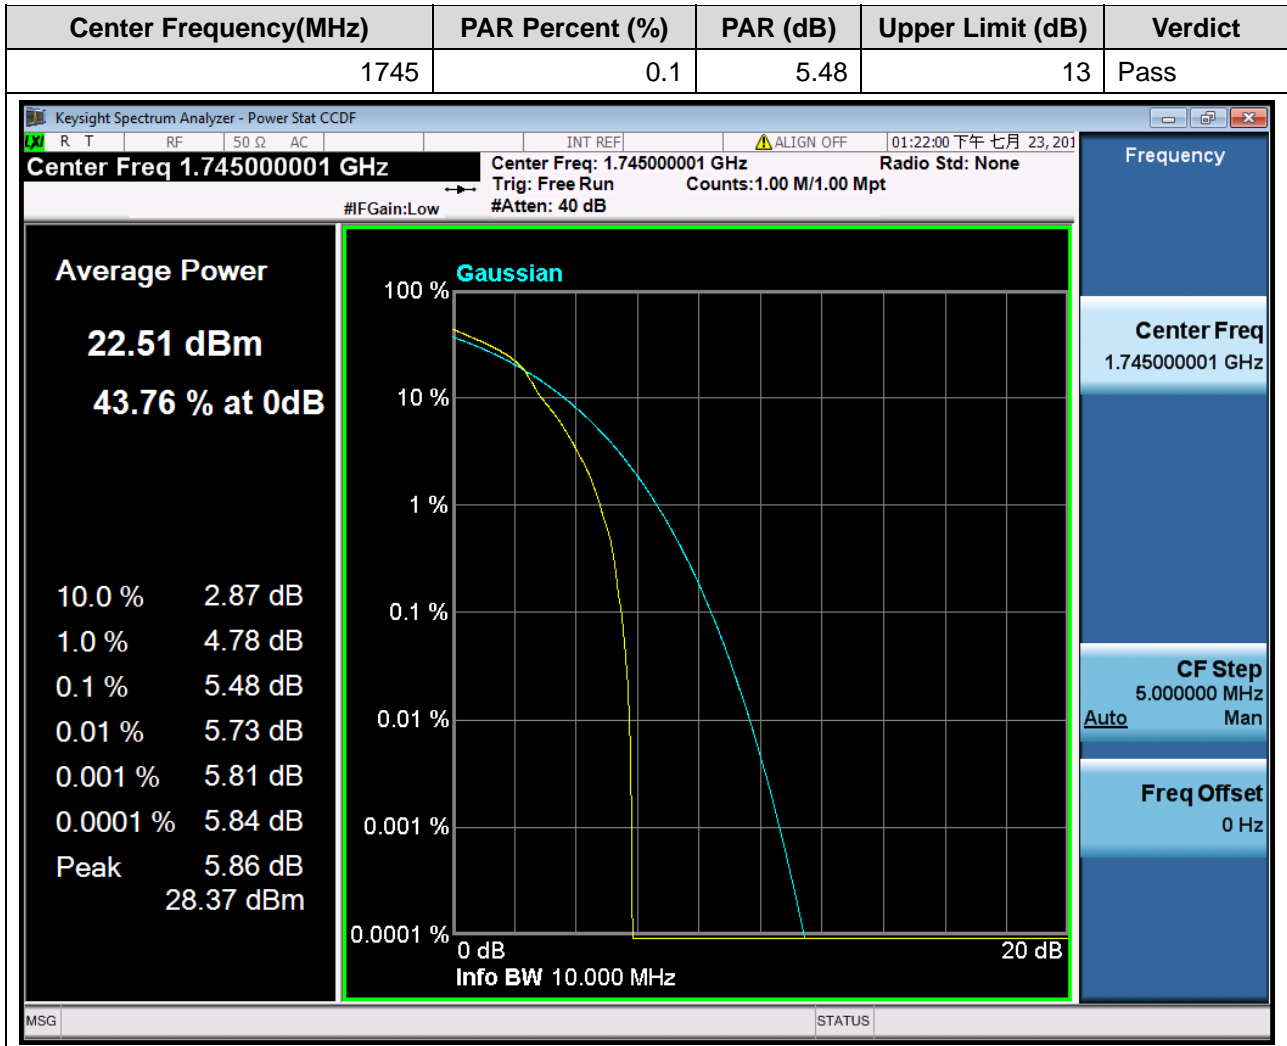 Center Frequency(MHz) PAR Percent (%) PAR (dB) Upper Limit (dB) Verdict
1745 0.1 5.48 13 Pass
Keysight Spectrum Analyzer - Power Stat CCDF
LXI R T RF 50 Ω AC INT REF ALIGN OFF 01:22:00 下午 七月 23, 201
Center Freq 1.745000001 GHz
Center Freq: 1.745000001 GHz Radio Std: None
Trig: Free Run Counts:1.00 M/1.00 Mpt
#IFGain:Low #Atten: 40 dB
Average Power
22.51 dBm
43.76 % at 0dB
10.0 % 2.87 dB
1.0 % 4.78 dB
0.1 % 5.48 dB
0.01 % 5.73 dB
0.001 % 5.81 dB
0.0001 % 5.84 dB
Peak 5.86 dB
28.37 dBm
Gaussian
100 %
10 %
1 %
0.1 %
0.01 %
0.001 %
0.0001 %
0 dB 20 dB
Info BW 10.000 MHz
Frequency
Center Freq
1.745000001 GHz
CF Step
5.000000 MHz
Auto Man
Freq Offset
0 Hz
MSG STATUS